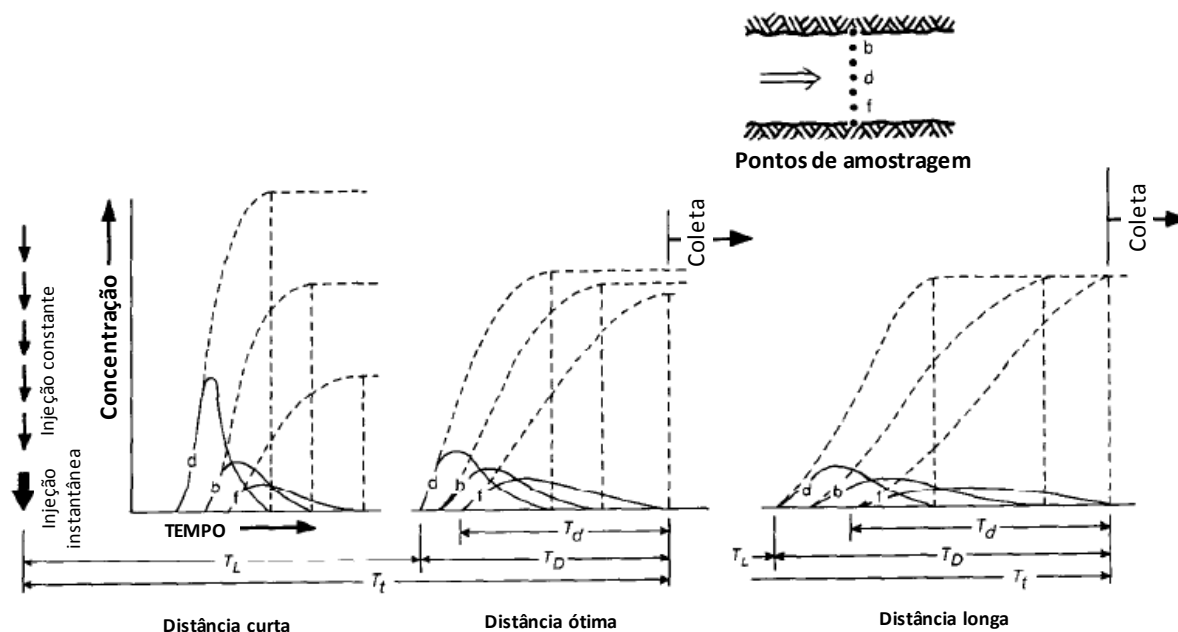 b
d
f
Pontos de amostragem
Injeção constante
Injeção
instantânea
Concentração
TEMPO
d
b
f
Coleta
d
b
f
Coleta
d
b
f
T_d
T_d
T_L
T_D
T_L
T_D
T_t
T_t
Distância curta
Distância ótima
Distância longa